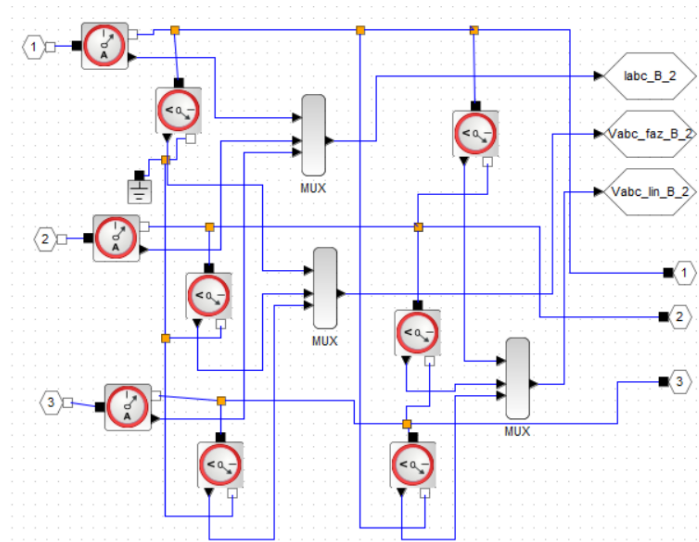 1
I
A
Iabc_B_2
<a
<a
Vabc_faz_B_2
MUX
Vabc_lin_B_2
2
I
A
1
<a
2
MUX
<a
3
I
A
3
MUX
<a
<a